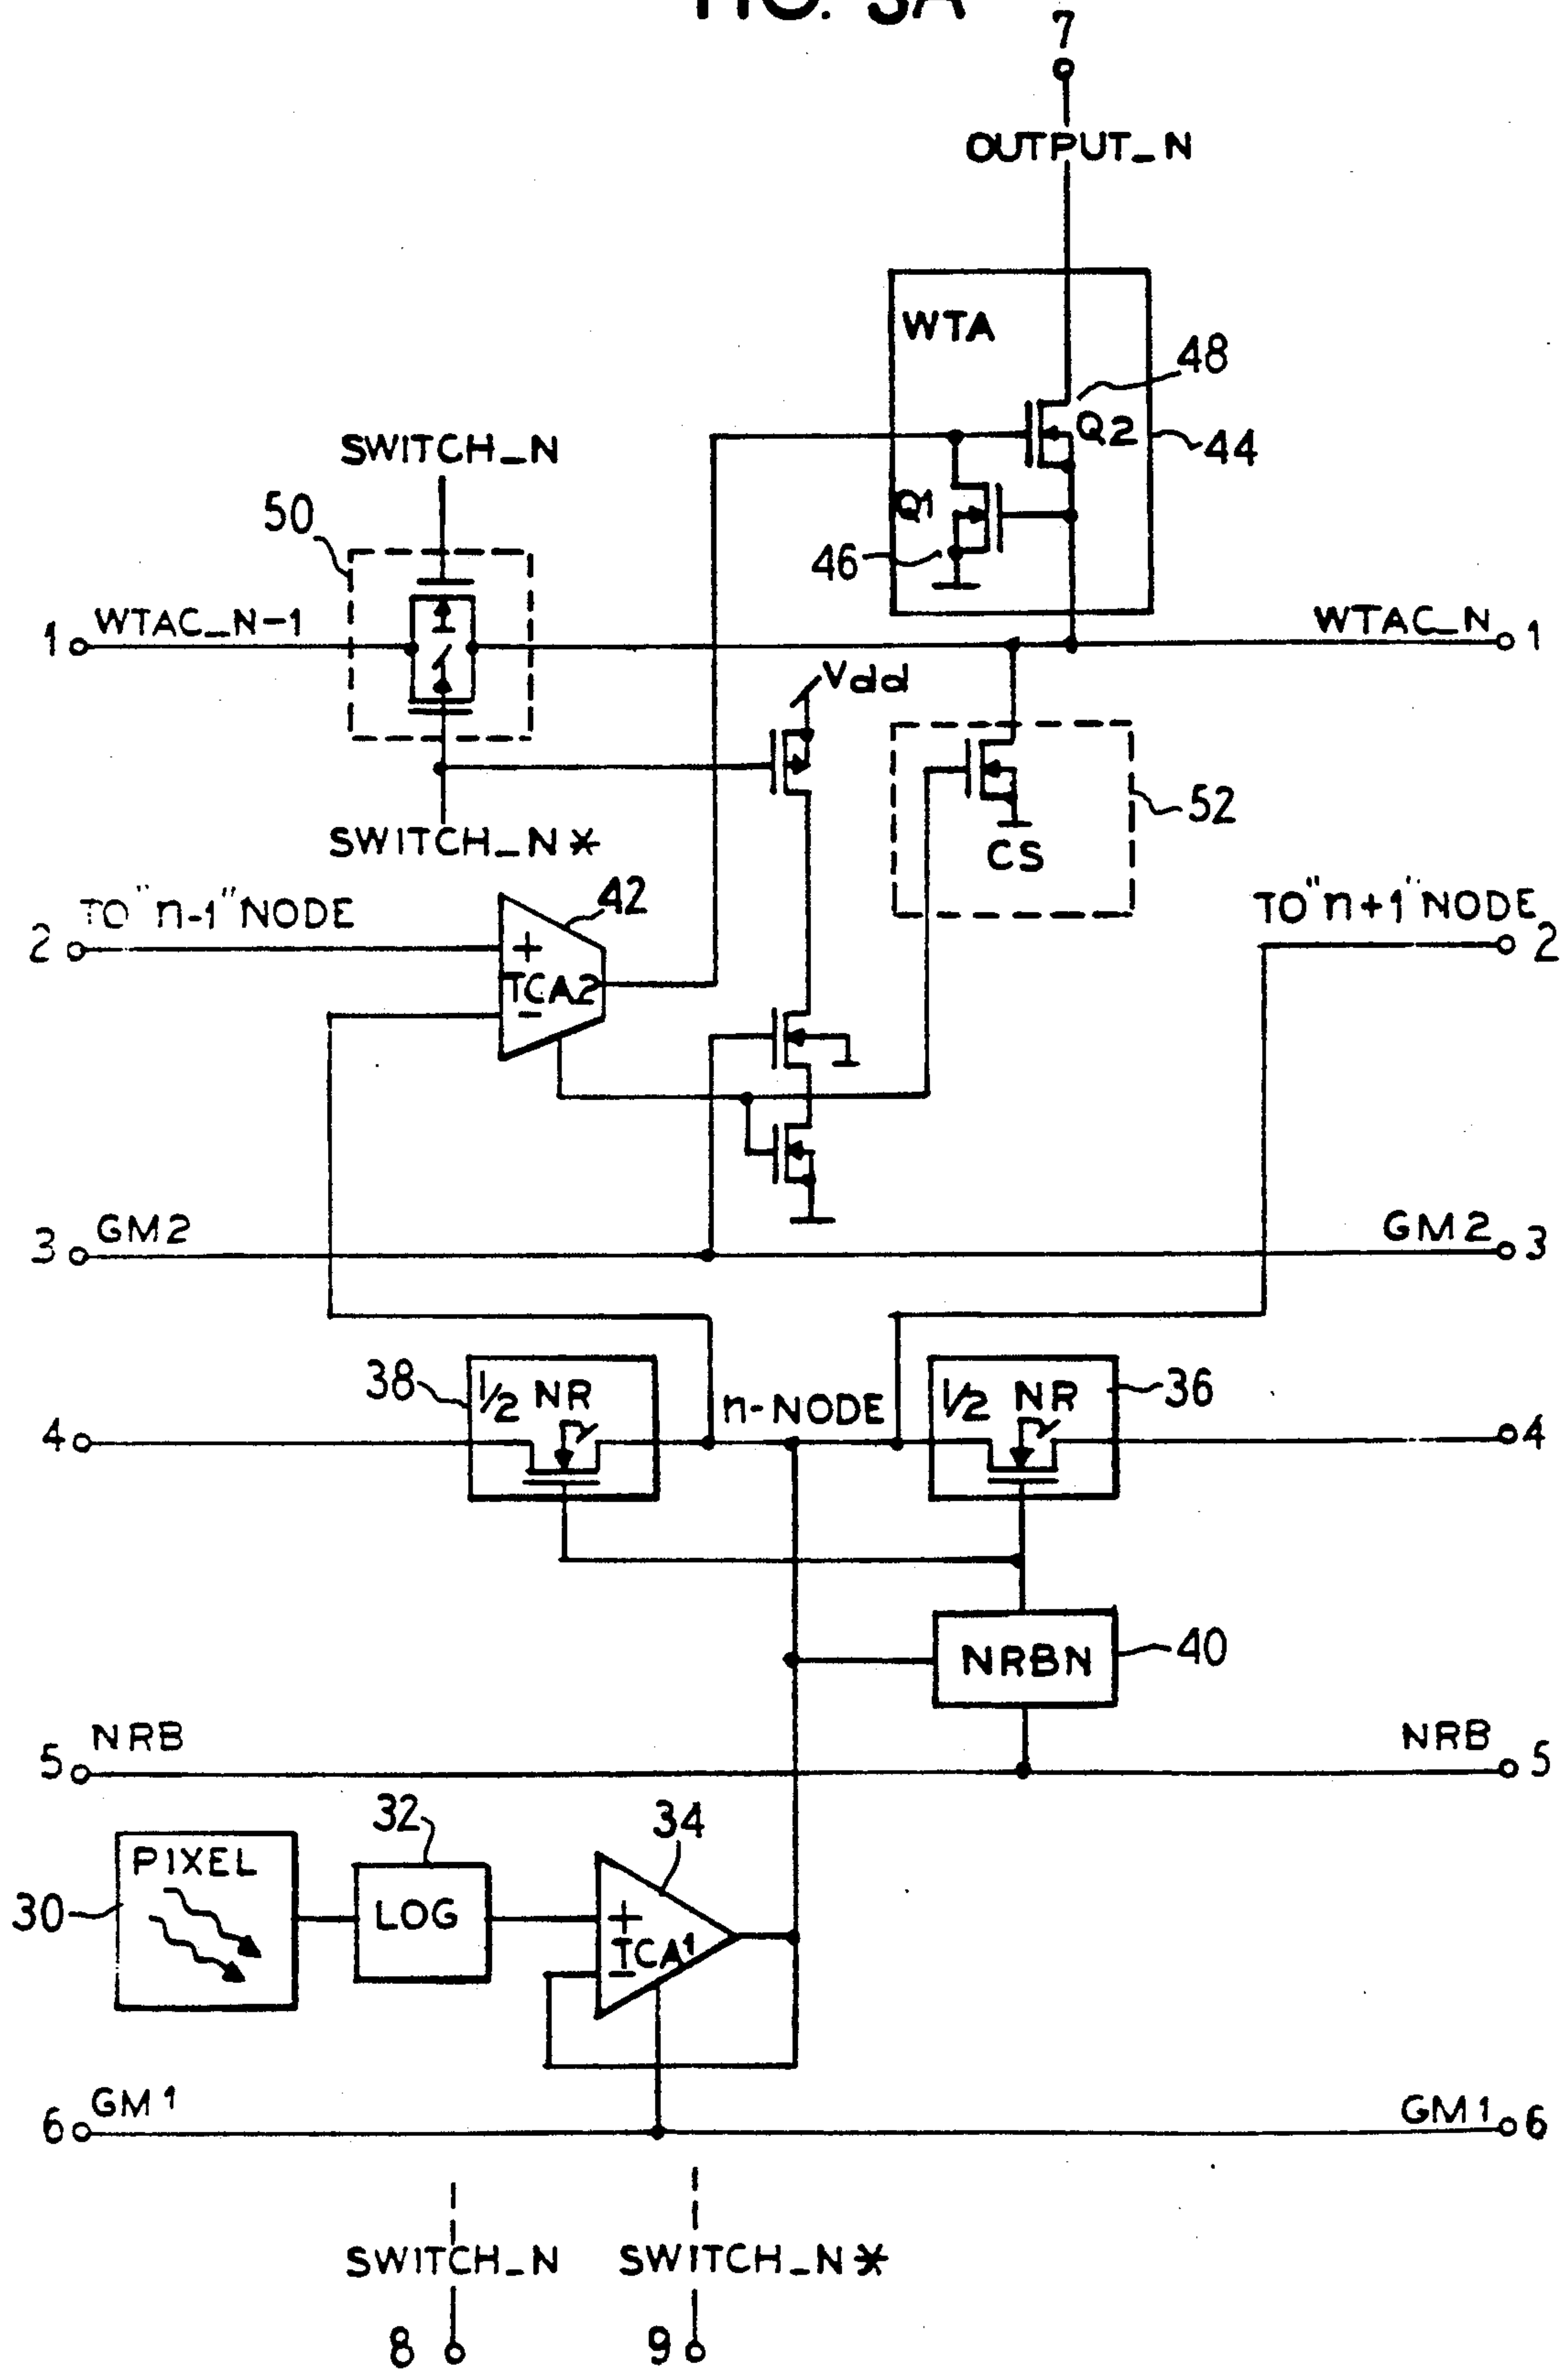 FIG. 3A
7
OUTPUT_N
WTA
48
Q2
44
SWITCH_N
50
Q1
46
1 WTAC_N-1
WTAC_N 1
Vdd
52
CS
SWITCH_N*
42
2 TO "n-1" NODE
TO "n+1" NODE 2
+
TCA2
-
3 GM2
GM2 3
38
1/2 NR
n-NODE
1/2 NR
36
4
4
NRBN
40
5 NRB
NRB 5
32
34
PIXEL
30
LOG
+
TCA1
-
6 GM1
GM1 6
SWITCH_N SWITCH_N*
8 9